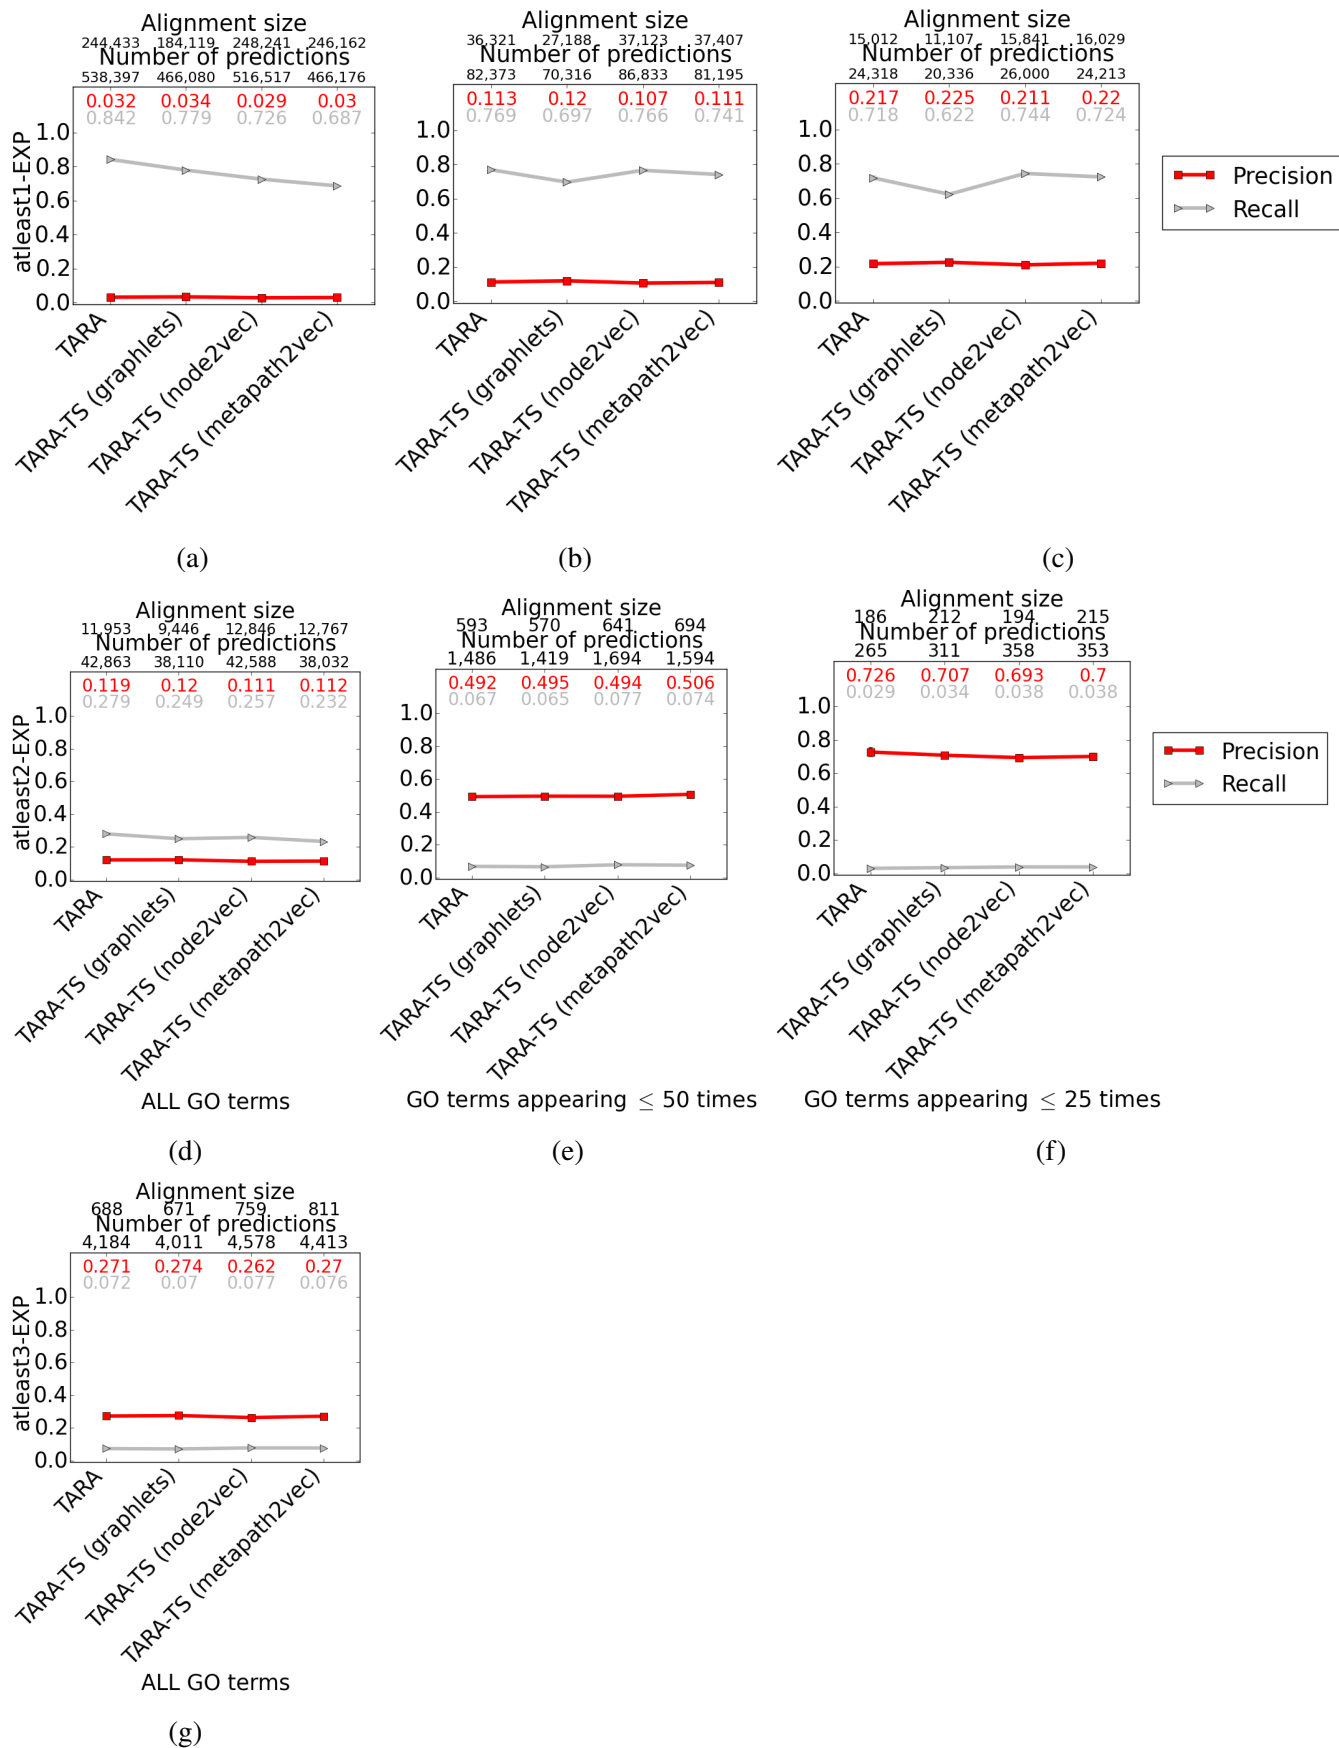 Alignment size
244,433 184,119 248,241 246,162
Number of predictions
538,397 466,080 516,517 466,176
0.032 0.034 0.029 0.03
0.842 0.779 0.726 0.687
1.0
0.8
0.6
0.4
0.2
0.0
atleast1-EXP
TARA
TARA-TS (graphlets)
TARA-TS (node2vec)
TARA-TS (metapath2vec)
(a)
Alignment size
36,321 27,188 37,123 37,407
Number of predictions
82,373 70,316 86,833 81,195
0.113 0.12 0.107 0.111
0.769 0.697 0.766 0.741
1.0
0.8
0.6
0.4
0.2
0.0
TARA
TARA-TS (graphlets)
TARA-TS (node2vec)
TARA-TS (metapath2vec)
(b)
Alignment size
15,012 11,107 15,841 16,029
Number of predictions
24,318 20,336 26,000 24,213
0.217 0.225 0.211 0.22
0.718 0.622 0.744 0.724
1.0
0.8
0.6
0.4
0.2
0.0
TARA
TARA-TS (graphlets)
TARA-TS (node2vec)
TARA-TS (metapath2vec)
(c)
Precision
Recall
Alignment size
11,953 9,446 12,846 12,767
Number of predictions
42,863 38,110 42,588 38,032
0.119 0.12 0.111 0.112
0.279 0.249 0.257 0.232
1.0
0.8
0.6
0.4
0.2
0.0
atleast2-EXP
TARA
TARA-TS (graphlets)
TARA-TS (node2vec)
TARA-TS (metapath2vec)
ALL GO terms
(d)
Alignment size
593 570 641 694
Number of predictions
1,486 1,419 1,694 1,594
0.492 0.495 0.494 0.506
0.067 0.065 0.077 0.074
1.0
0.8
0.6
0.4
0.2
0.0
TARA
TARA-TS (graphlets)
TARA-TS (node2vec)
TARA-TS (metapath2vec)
GO terms appearing ≤ 50 times
(e)
Alignment size
186 212 194 215
Number of predictions
265 311 358 353
0.726 0.707 0.693 0.7
0.029 0.034 0.038 0.038
1.0
0.8
0.6
0.4
0.2
0.0
TARA
TARA-TS (graphlets)
TARA-TS (node2vec)
TARA-TS (metapath2vec)
GO terms appearing ≤ 25 times
(f)
Precision
Recall
Alignment size
688 671 759 811
Number of predictions
4,184 4,011 4,578 4,413
0.271 0.274 0.262 0.27
0.072 0.07 0.077 0.076
1.0
0.8
0.6
0.4
0.2
0.0
atleast3-EXP
TARA
TARA-TS (graphlets)
TARA-TS (node2vec)
TARA-TS (metapath2vec)
ALL GO terms
(g)